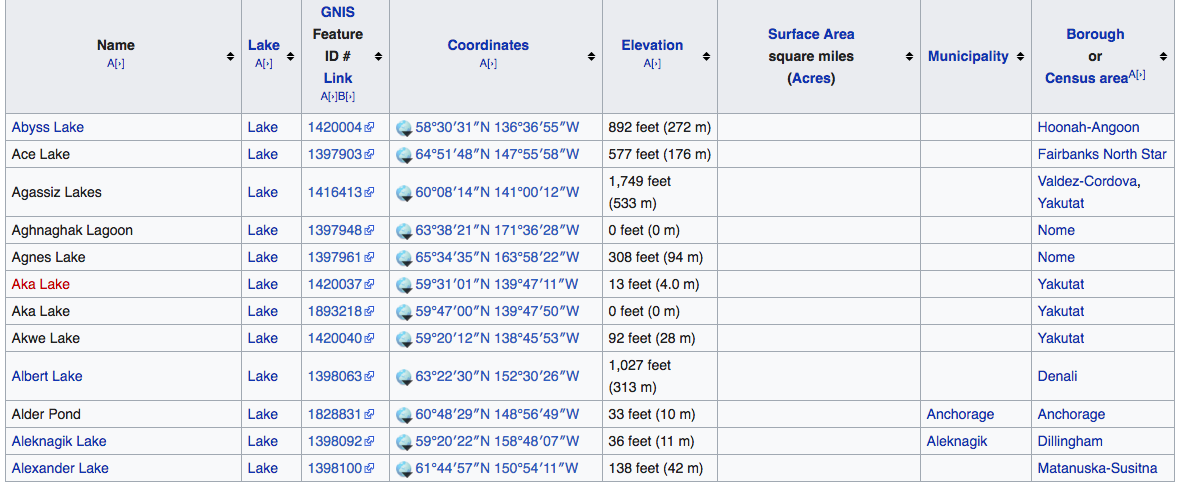 Name A[›] Lake A[›] GNIS Feature ID # Link A[›]B[›] Coordinates A[›] Elevation A[›] Surface Area square miles (Acres) Municipality Borough or Census areaA[›]
Abyss Lake Lake 1420004 58°30′31″N 136°36′55″W 892 feet (272 m) Hoonah-Angoon
Ace Lake Lake 1397903 64°51′48″N 147°55′58″W 577 feet (176 m) Fairbanks North Star
Agassiz Lakes Lake 1416413 60°08′14″N 141°00′12″W 1,749 feet (533 m) Valdez-Cordova, Yakutat
Aghnaghak Lagoon Lake 1397948 63°38′21″N 171°36′28″W 0 feet (0 m) Nome
Agnes Lake Lake 1397961 65°34′35″N 163°58′22″W 308 feet (94 m) Nome
Aka Lake Lake 1420037 59°31′01″N 139°47′11″W 13 feet (4.0 m) Yakutat
Aka Lake Lake 1893218 59°47′00″N 139°47′50″W 0 feet (0 m) Yakutat
Akwe Lake Lake 1420040 59°20′12″N 138°45′53″W 92 feet (28 m) Yakutat
Albert Lake Lake 1398063 63°22′30″N 152°30′26″W 1,027 feet (313 m) Denali
Alder Pond Lake 1828831 60°48′29″N 148°56′49″W 33 feet (10 m) Anchorage Anchorage
Aleknagik Lake Lake 1398092 59°20′22″N 158°48′07″W 36 feet (11 m) Aleknagik Dillingham
Alexander Lake Lake 1398100 61°44′57″N 150°54′11″W 138 feet (42 m) Matanuska-Susitna